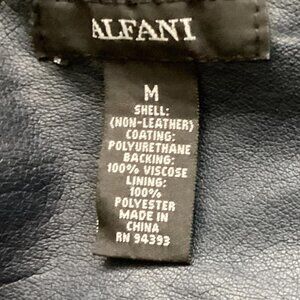 ALFANI
M
SHELL:
(NON-LEATHER)
COATING:
POLYURETHANE
BACKING:
100% VISCOSE
LINING:
100%
POLYESTER
MADE IN
CHINA
RN 94393